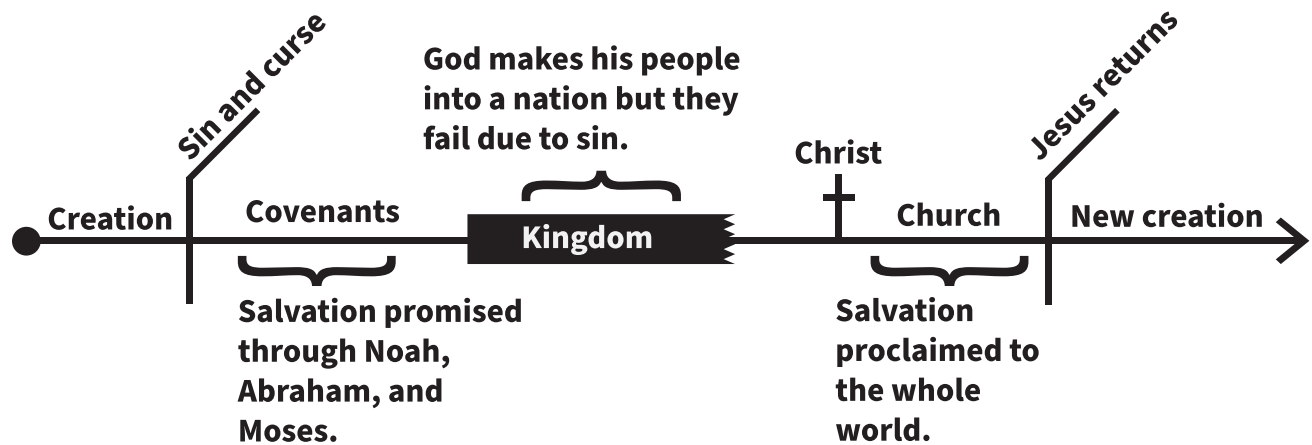 Creation
Sin and curse
Covenants
Salvation promised
through Noah,
Abraham, and
Moses.
God makes his people
into a nation but they
fail due to sin.
Kingdom
Christ
Church
Salvation
proclaimed to
the whole
world.
Jesus returns
New creation